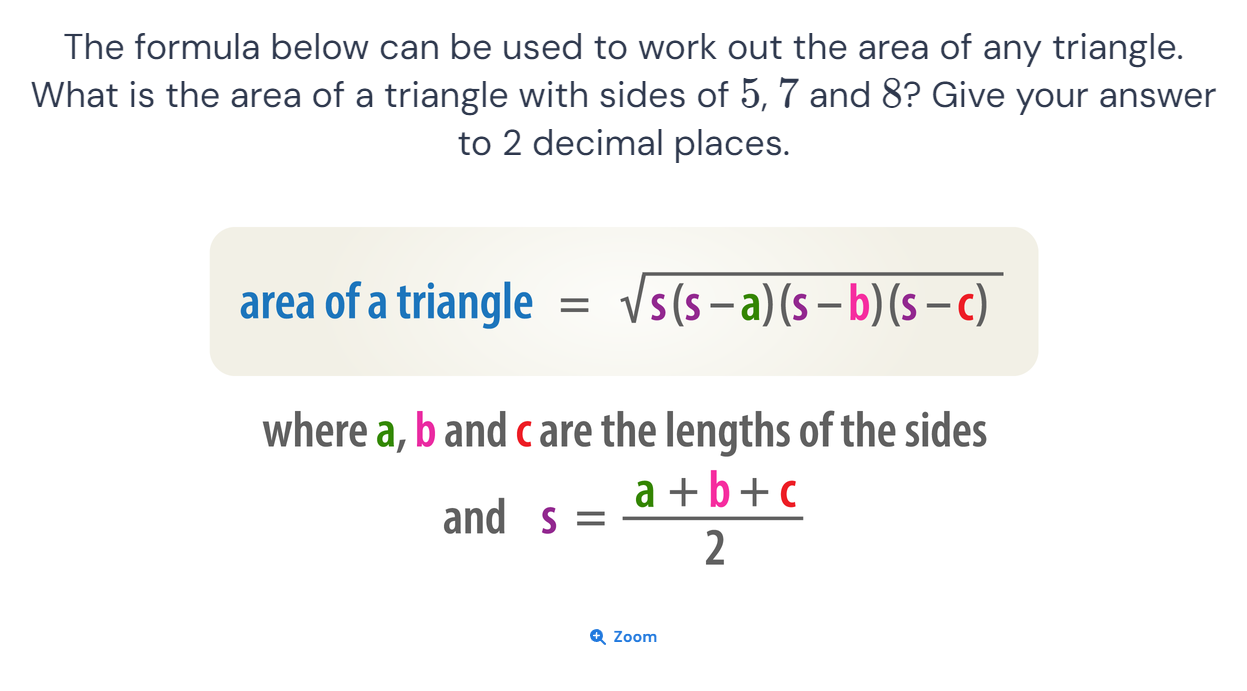 The formula below can be used to work out the area of any triangle.
What is the area of a triangle with sides of 5, 7 and 8? Give your answer
to 2 decimal places.
area of a triangle = √s(s − a)(s − b)(s − c)
where a, b and c are the lengths of the sides
and s = a + b + c
2
Zoom